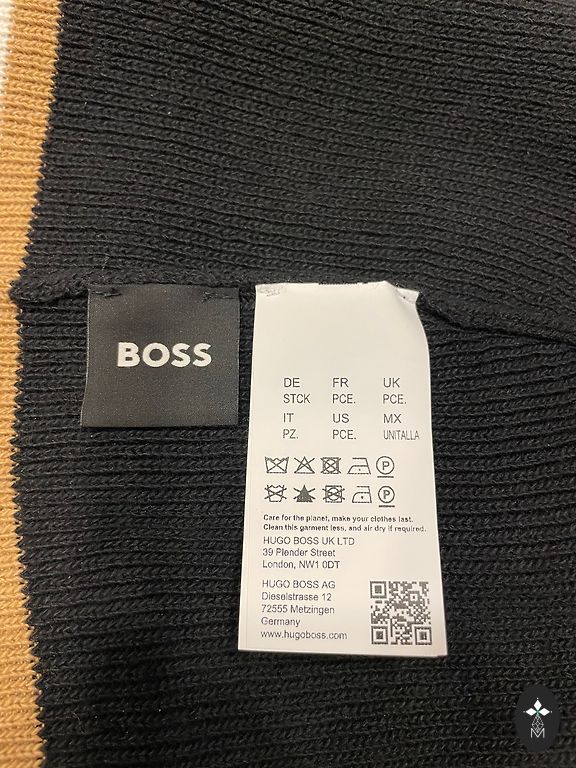 BOSS
DE FR UK
STCK PCE. PCE.
IT US MX
PZ. PCE. UNITALLA
Care for the planet, make your clothes last.
Clean this garment less, and air dry if required.
HUGO BOSS UK LTD
39 Plender Street
London, NW1 0DT
HUGO BOSS AG
Dieselstrasse 12
72555 Metzingen
Germany
www.hugoboss.com
M